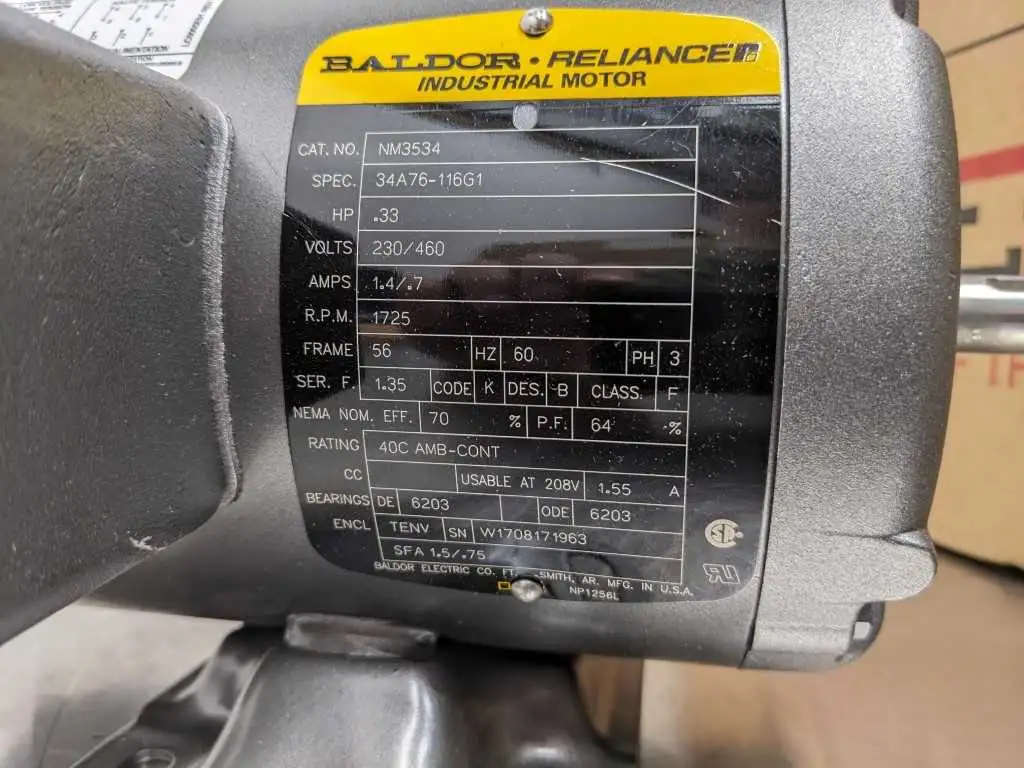 BALDOR · RELIANCE
INDUSTRIAL MOTOR
CAT. NO. NM3534
SPEC. 34A76-116G1
HP .33
VOLTS 230/460
AMPS 1.4/.7
R.P.M. 1725
FRAME 56 HZ 60 PH 3
SER. F. 1.35 CODE K DES. B CLASS. F
NEMA NOM. EFF. 70 % P.F. 64 %
RATING 40C AMB-CONT
CC USABLE AT 208V 1.55 A
BEARINGS DE 6203 ODE 6203
ENCL TENV SN W1708171963
SFA 1.5/.75
BALDOR ELECTRIC CO. FT. SMITH, AR. MFG. IN U.S.A.
NP1256L